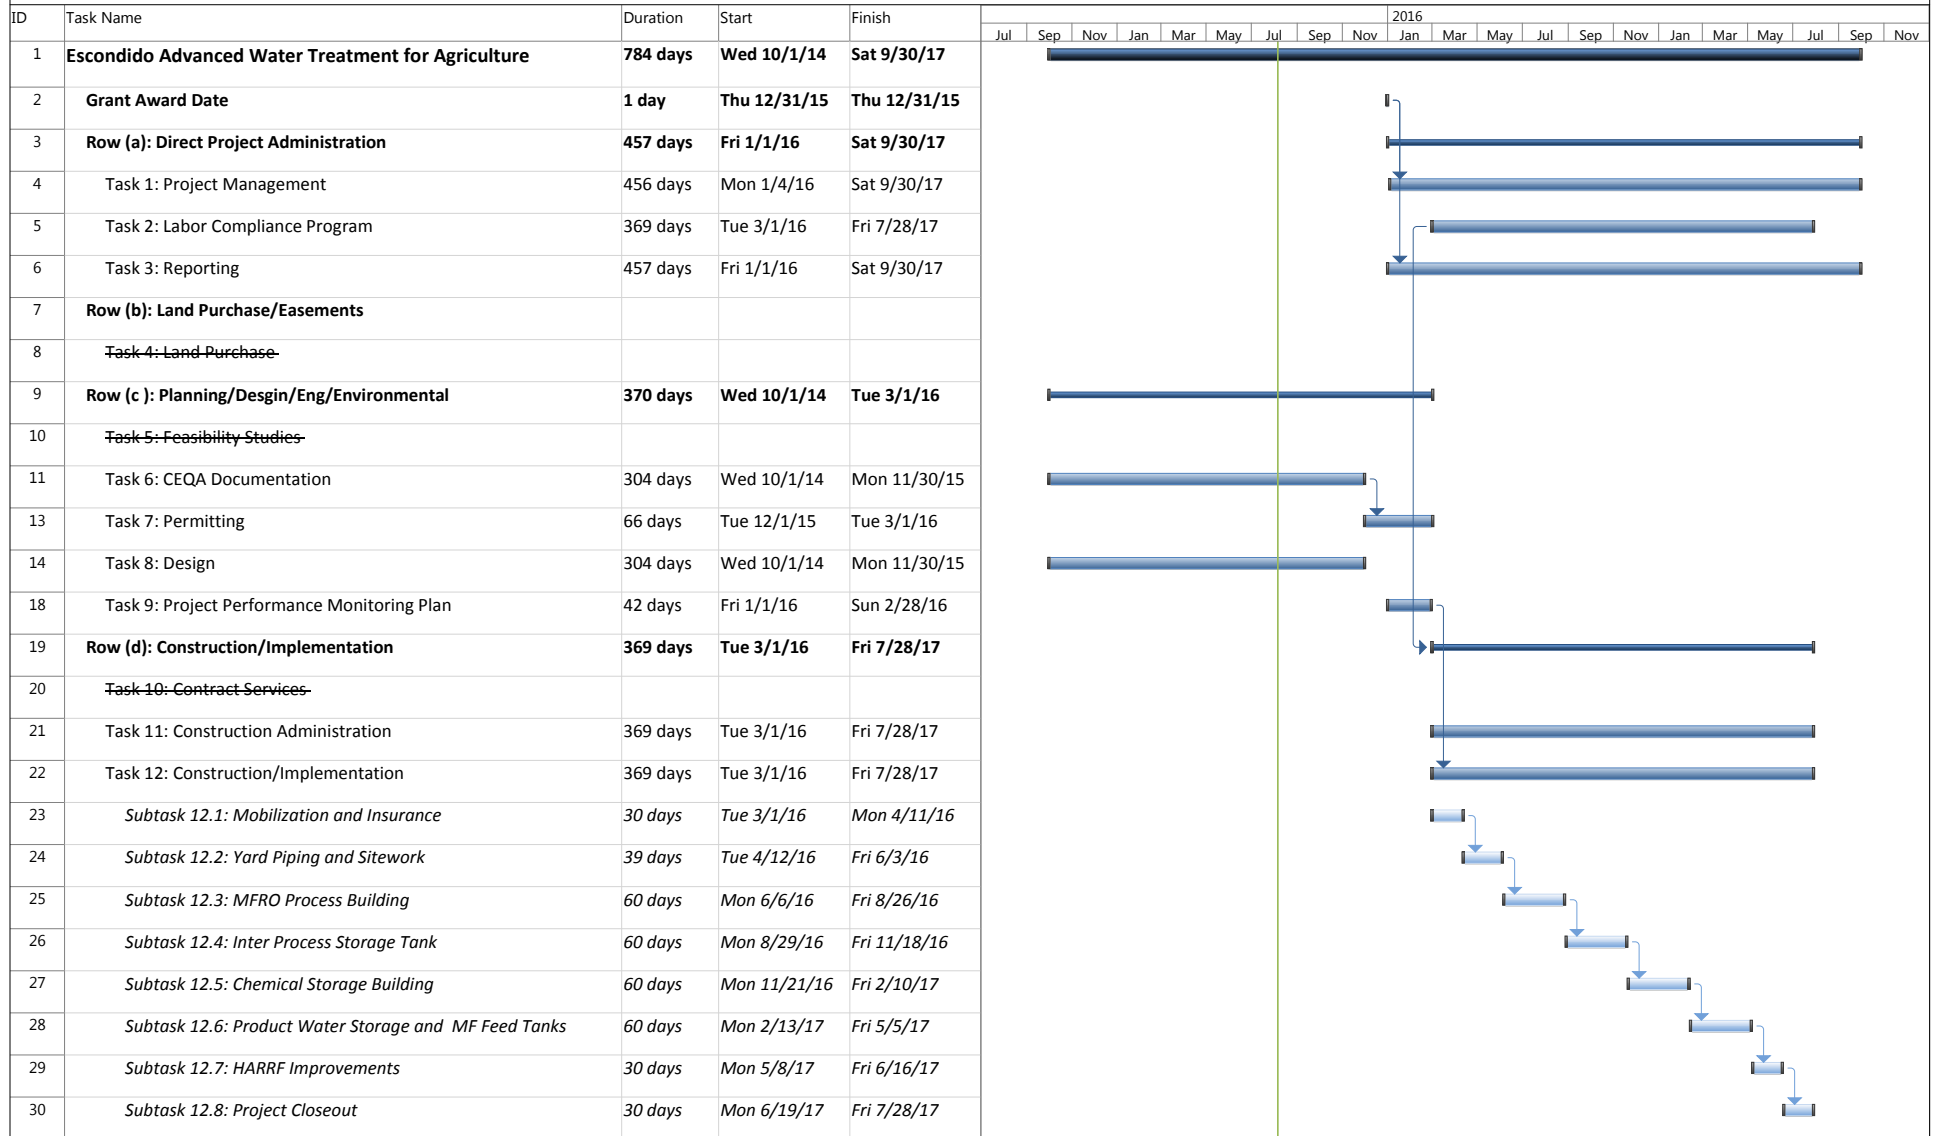 ID Task Name Duration Start Finish 2016
Jul Sep Nov Jan Mar May Jul Sep Nov Jan Mar May Jul Sep Nov Jan Mar May Jul Sep Nov
1 Escondido Advanced Water Treatment for Agriculture 784 days Wed 10/1/14 Sat 9/30/17
2 Grant Award Date 1 day Thu 12/31/15 Thu 12/31/15
3 Row (a): Direct Project Administration 457 days Fri 1/1/16 Sat 9/30/17
4 Task 1: Project Management 456 days Mon 1/4/16 Sat 9/30/17
5 Task 2: Labor Compliance Program 369 days Tue 3/1/16 Fri 7/28/17
6 Task 3: Reporting 457 days Fri 1/1/16 Sat 9/30/17
7 Row (b): Land Purchase/Easements
8 Task 4: Land Purchase
9 Row (c ): Planning/Desgin/Eng/Environmental 370 days Wed 10/1/14 Tue 3/1/16
10 Task 5: Feasibility Studies
11 Task 6: CEQA Documentation 304 days Wed 10/1/14 Mon 11/30/15
13 Task 7: Permitting 66 days Tue 12/1/15 Tue 3/1/16
14 Task 8: Design 304 days Wed 10/1/14 Mon 11/30/15
18 Task 9: Project Performance Monitoring Plan 42 days Fri 1/1/16 Sun 2/28/16
19 Row (d): Construction/Implementation 369 days Tue 3/1/16 Fri 7/28/17
20 Task 10: Contract Services
21 Task 11: Construction Administration 369 days Tue 3/1/16 Fri 7/28/17
22 Task 12: Construction/Implementation 369 days Tue 3/1/16 Fri 7/28/17
23 Subtask 12.1: Mobilization and Insurance 30 days Tue 3/1/16 Mon 4/11/16
24 Subtask 12.2: Yard Piping and Sitework 39 days Tue 4/12/16 Fri 6/3/16
25 Subtask 12.3: MFRO Process Building 60 days Mon 6/6/16 Fri 8/26/16
26 Subtask 12.4: Inter Process Storage Tank 60 days Mon 8/29/16 Fri 11/18/16
27 Subtask 12.5: Chemical Storage Building 60 days Mon 11/21/16 Fri 2/10/17
28 Subtask 12.6: Product Water Storage and MF Feed Tanks 60 days Mon 2/13/17 Fri 5/5/17
29 Subtask 12.7: HARRF Improvements 30 days Mon 5/8/17 Fri 6/16/17
30 Subtask 12.8: Project Closeout 30 days Mon 6/19/17 Fri 7/28/17